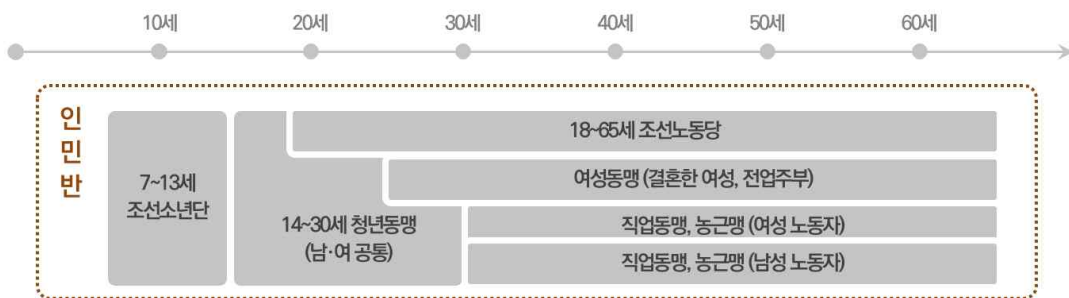 10세 20세 30세 40세 50세 60세
인
민
반
7~13세
조선소년단
14~30세 청년동맹
(남·여 공통)
18~65세 조선노동당
여성동맹 (결혼한 여성, 전업주부)
직업동맹, 농근맹 (여성 노동자)
직업동맹, 농근맹 (남성 노동자)